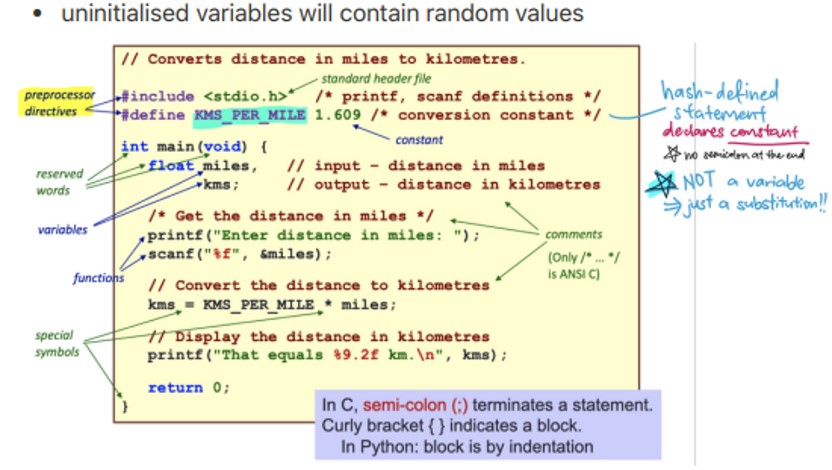 • uninitialised variables will contain random values
// Converts distance in miles to kilometres.
standard header file
preprocessor
directives
#include <stdio.h> /* printf, scanf definitions */
#define KMS_PER_MILE 1.609 /* conversion constant */
constant
hash-defined
statement
declares constant
☆ no semicolon at the end
☆ NOT a variable
⇒ just a substitution!!
int main(void) {
reserved
words
float miles, // input – distance in miles
kms; // output – distance in kilometres
variables
/* Get the distance in miles */
printf("Enter distance in miles: ");
scanf("%f", &miles);
functions
comments
(Only /* ... */
is ANSI C)
// Convert the distance to kilometres
kms = KMS_PER_MILE * miles;
special
symbols
// Display the distance in kilometres
printf("That equals %9.2f km.\n", kms);
return 0;
}
In C, semi-colon (;) terminates a statement.
Curly bracket { } indicates a block.
In Python: block is by indentation